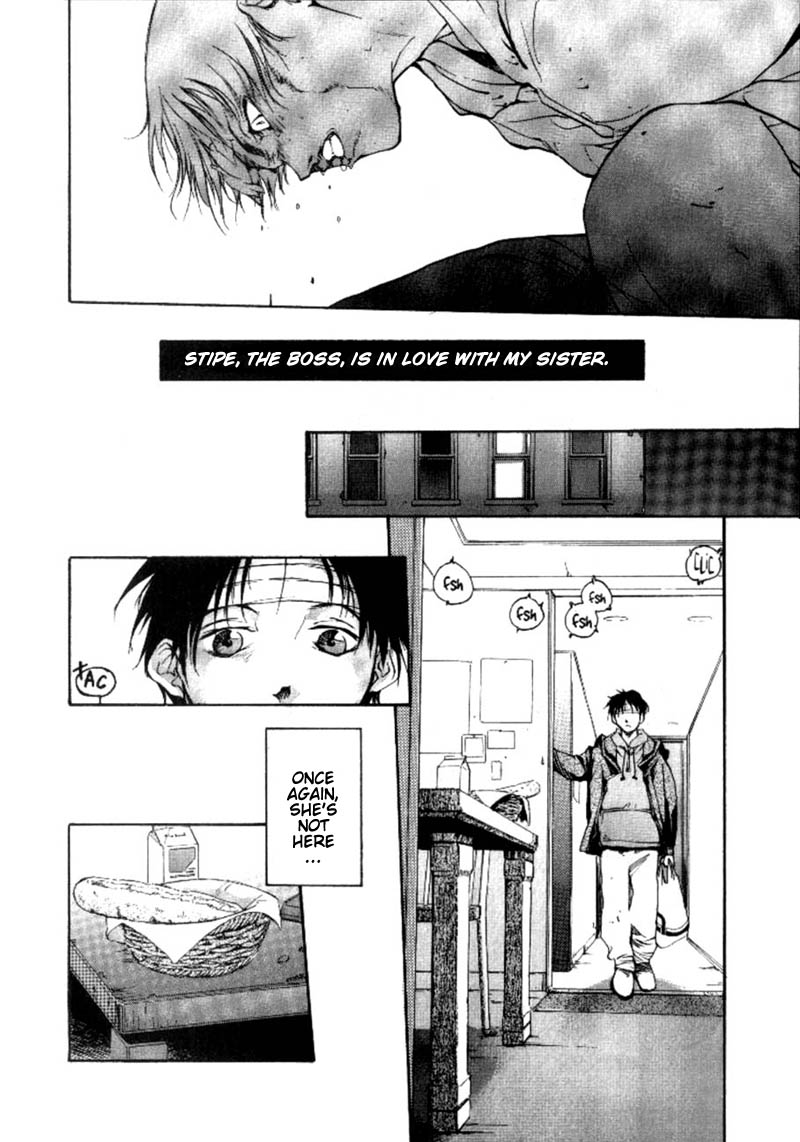 STIPE, THE BOSS, IS IN LOVE WITH MY SISTER.
CLIC
fsh
fsh
fsh
fsh
TAC
ONCE
AGAIN,
SHE'S
NOT
HERE
...